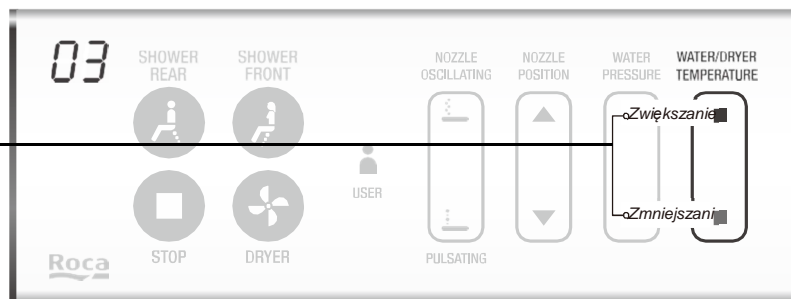 03
SHOWER
REAR
SHOWER
FRONT
NOZZLE
OSCILLATING
NOZZLE
POSITION
WATER
PRESSURE
WATER/DRYER
TEMPERATURE
Zwiększanie
USER
Zmniejszani
STOP
DRYER
PULSATING
Roca